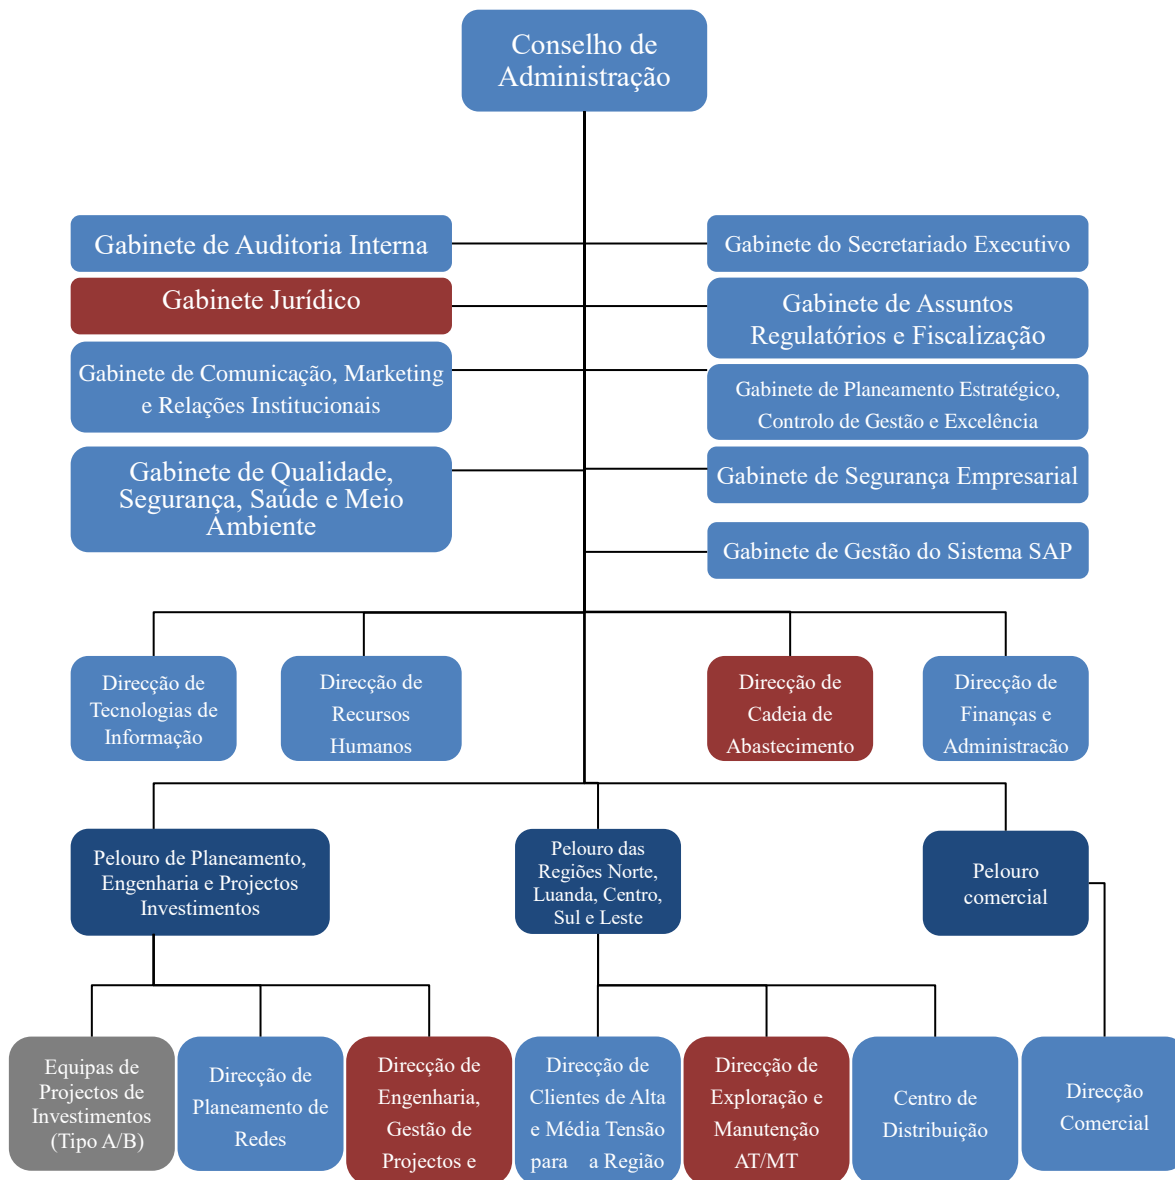 Conselho de
Administração
Gabinete de Auditoria Interna
Gabinete do Secretariado Executivo
Gabinete Jurídico
Gabinete de Assuntos
Regulatórios e Fiscalização
Gabinete de Comunicação, Marketing
e Relações Institucionais
Gabinete de Planeamento Estratégico,
Controlo de Gestão e Excelência
Gabinete de Qualidade,
Segurança, Saúde e Meio
Ambiente
Gabinete de Segurança Empresarial
Gabinete de Gestão do Sistema SAP
Direcção de
Tecnologias de
Informação
Direcção de
Recursos
Humanos
Direcção de
Cadeia de
Abastecimento
Direcção de
Finanças e
Administracão
Pelouro de Planeamento,
Engenharia e Projectos
Investimentos
Pelouro das
Regiões Norte,
Luanda, Centro,
Sul e Leste
Pelouro
comercial
Equipas de
Projectos de
Investimentos
(Tipo A/B)
Direcção de
Planeamento de
Redes
Direcção de
Engenharia,
Gestão de
Projectos e
Direcção de
Clientes de Alta
e Média Tensão
para a Região
Direcção de
Exploração e
Manutenção
AT/MT
Centro de
Distribuição
Direcção
Comercial